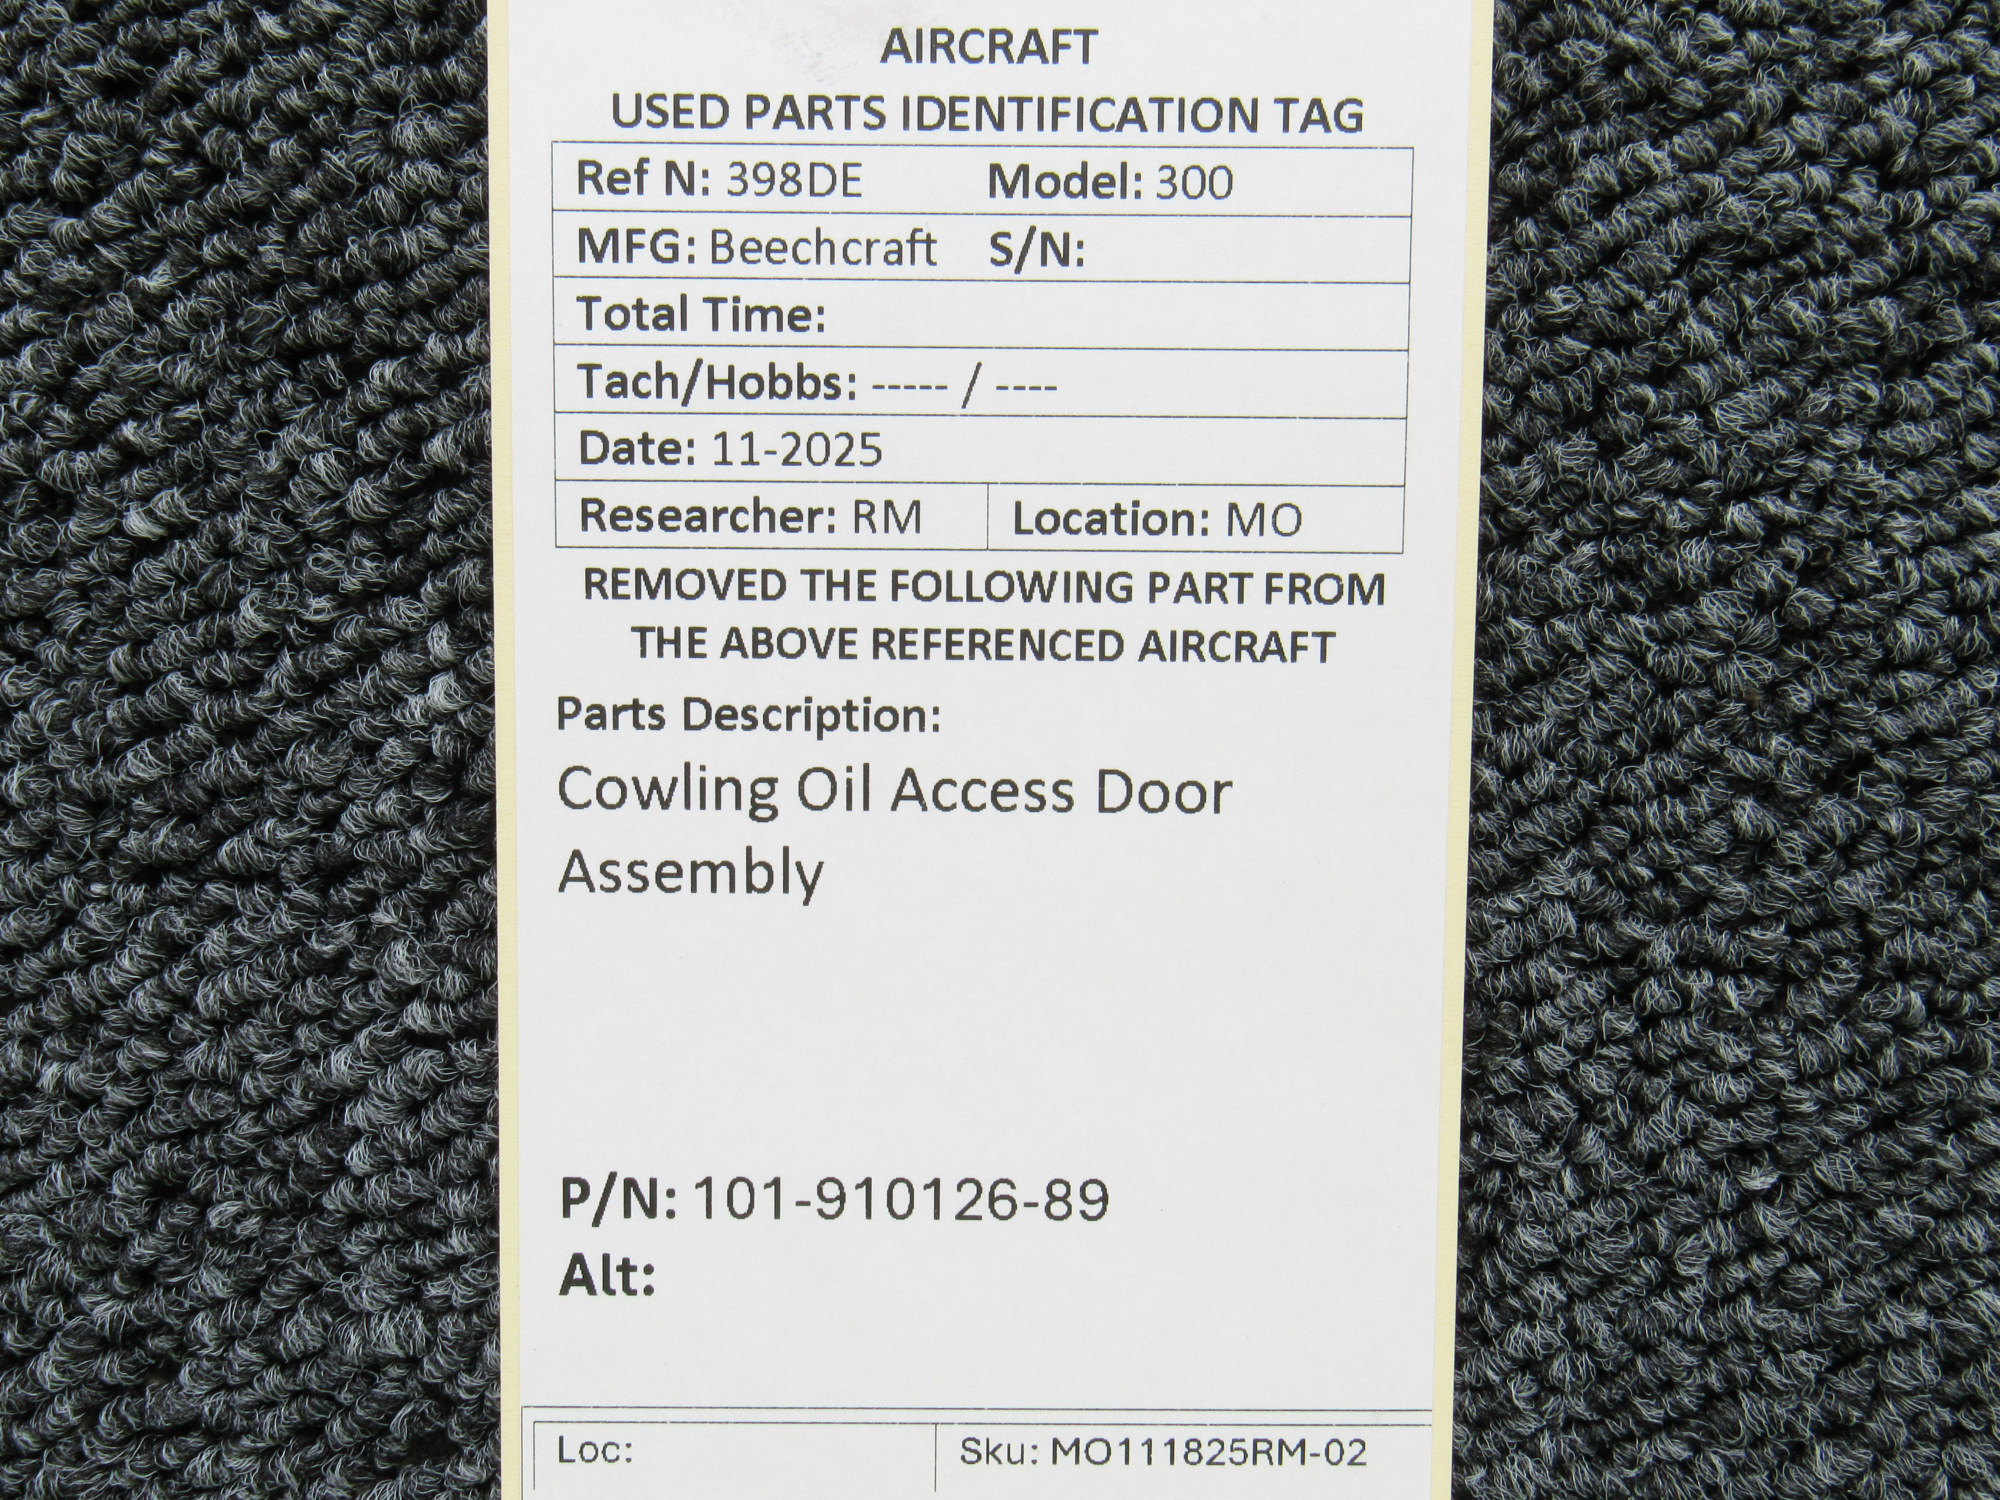 AIRCRAFT
USED PARTS IDENTIFICATION TAG
Ref N: 398DE Model: 300
MFG: Beechcraft S/N:
Total Time:
Tach/Hobbs: ----- / ----
Date: 11-2025
Researcher: RM Location: MO
REMOVED THE FOLLOWING PART FROM
THE ABOVE REFERENCED AIRCRAFT
Parts Description:
Cowling Oil Access Door
Assembly
P/N: 101-910126-89
Alt:
Loc: Sku: MO111825RM-02